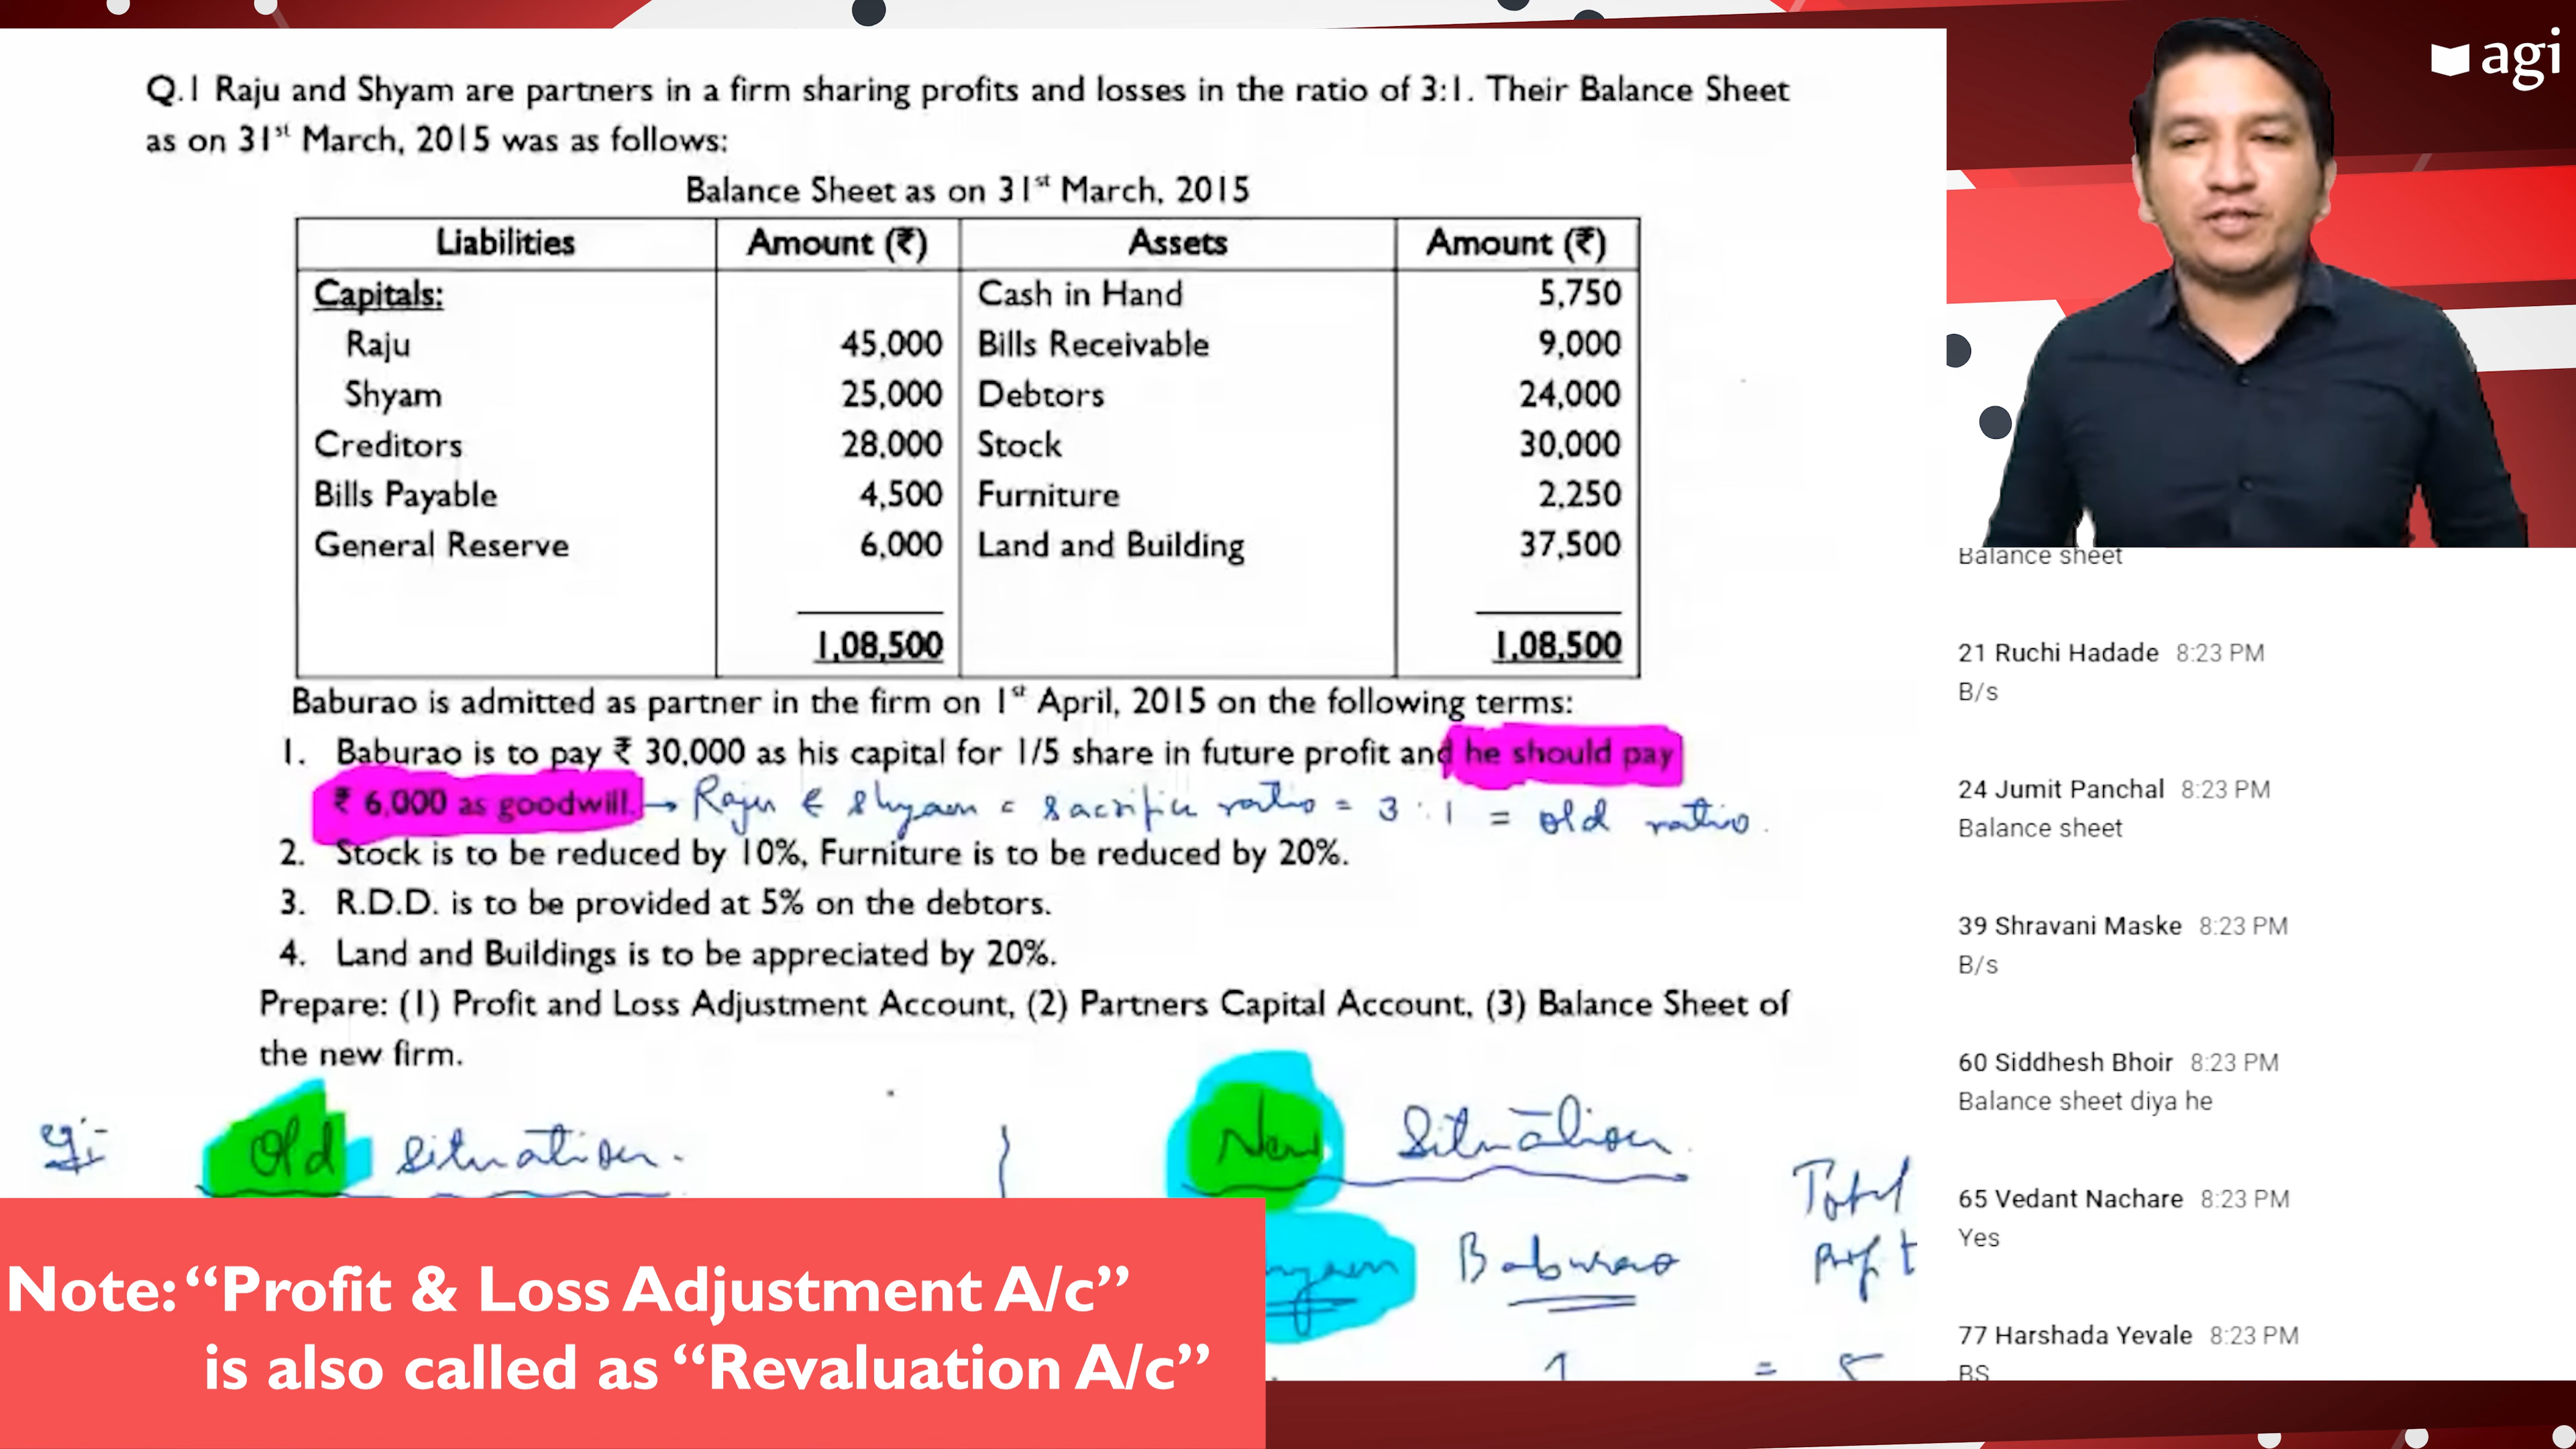 Q.1 Raju and Shyam are partners in a firm sharing profits and losses in the ratio of 3:1. Their Balance Sheet
as on 31st March, 2015 was as follows:
Balance Sheet as on 31st March, 2015
Liabilities Amount (₹) Assets Amount (₹)
Capitals: Cash in Hand 5,750
Raju 45,000 Bills Receivable 9,000
Shyam 25,000 Debtors 24,000
Creditors 28,000 Stock 30,000
Bills Payable 4,500 Furniture 2,250
General Reserve 6,000 Land and Building 37,500
1,08,500 1,08,500
Baburao is admitted as partner in the firm on 1st April, 2015 on the following terms:
1. Baburao is to pay ₹ 30,000 as his capital for 1/5 share in future profit and he should pay
₹ 6,000 as goodwill. → Raju & Shyam = sacrifice ratio = 3 : 1 = old ratio.
2. Stock is to be reduced by 10%, Furniture is to be reduced by 20%.
3. R.D.D. is to be provided at 5% on the debtors.
4. Land and Buildings is to be appreciated by 20%.
Prepare: (1) Profit and Loss Adjustment Account, (2) Partners Capital Account, (3) Balance Sheet of
the new firm.
eg:- Old situation. New Situation.
Total
Baburao Profit
1 = 5
Note: “Profit & Loss Adjustment A/c”
is also called as “Revaluation A/c”
agi
Balance sheet
21 Ruchi Hadade 8:23 PM
B/s
24 Jumit Panchal 8:23 PM
Balance sheet
39 Shravani Maske 8:23 PM
B/s
60 Siddhesh Bhoir 8:23 PM
Balance sheet diya he
65 Vedant Nachare 8:23 PM
Yes
77 Harshada Yevale 8:23 PM
BS